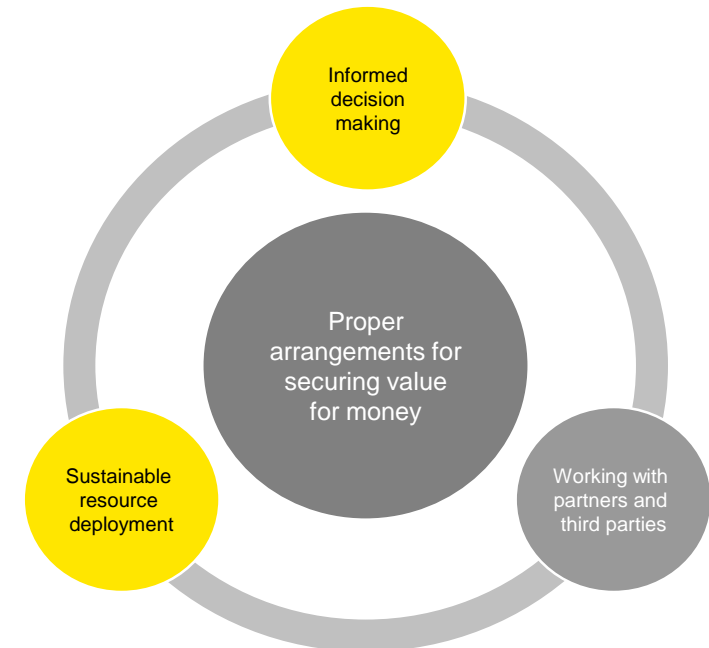 Informed
decision
making
Proper
arrangements for
securing value
for money
Sustainable
resource
deployment
Working with
partners and
third parties